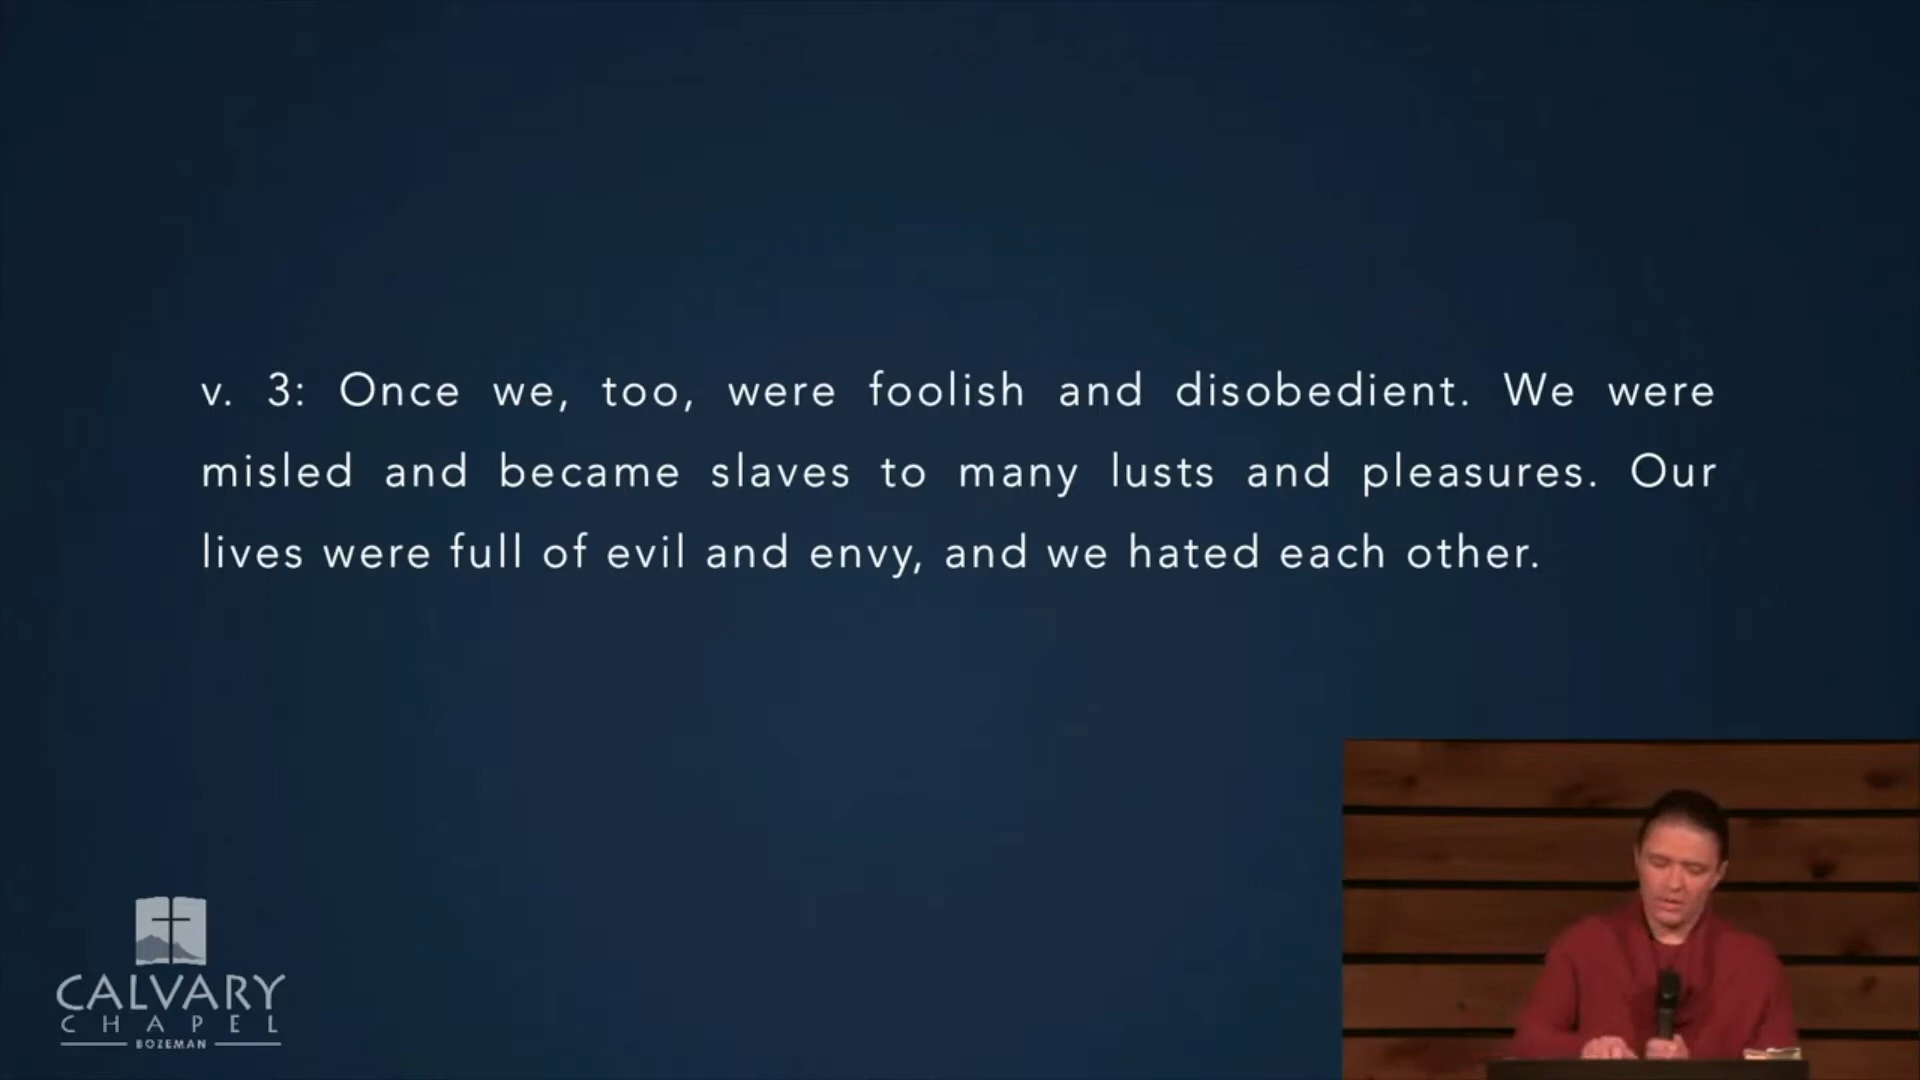 v. 3: Once we, too, were foolish and disobedient. We were
misled and became slaves to many lusts and pleasures. Our
lives were full of evil and envy, and we hated each other.
CALVARY
CHAPEL
BOZEMAN